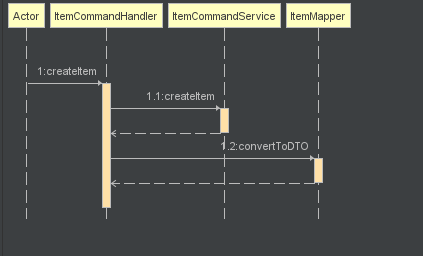 Actor
ItemCommandHandler
ItemCommandService
ItemMapper
1:createItem
1.1:createItem
1.2:convertToDTO